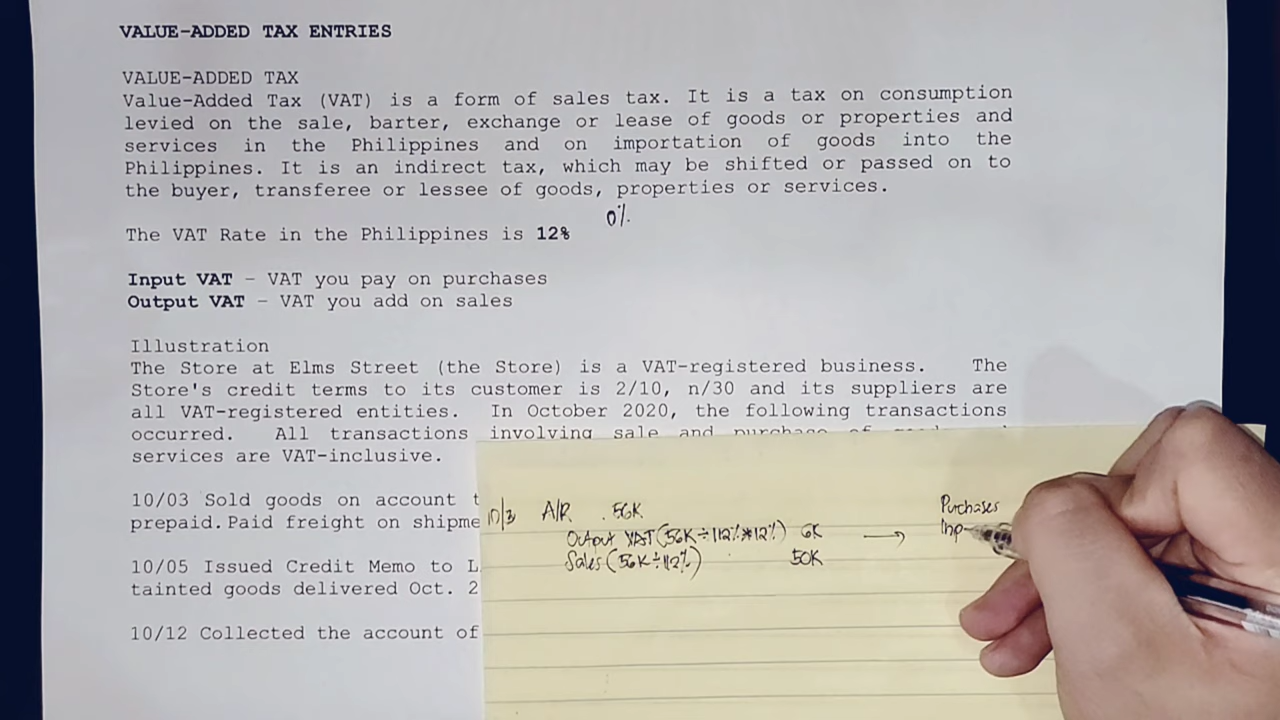 VALUE-ADDED TAX ENTRIES
VALUE-ADDED TAX
Value-Added Tax (VAT) is a form of sales tax. It is a tax on consumption
levied on the sale, barter, exchange or lease of goods or properties and
services in the Philippines and on importation of goods into the
Philippines. It is an indirect tax, which may be shifted or passed on to
the buyer, transferee or lessee of goods, properties or services.
0%
The VAT Rate in the Philippines is 12%
Input VAT – VAT you pay on purchases
Output VAT – VAT you add on sales
Illustration
The Store at Elms Street (the Store) is a VAT-registered business. The
Store's credit terms to its customer is 2/10, n/30 and its suppliers are
all VAT-registered entities. In October 2020, the following transactions
occurred. All transactions involving sale and purchase of
services are VAT-inclusive.
10/03 Sold goods on account
prepaid. Paid freight on
10/05 Issued Credit Memo to
tainted goods delivered Oct. 2
10/12 Collected the account of
10/3 A/R 56K
Output VAT (56K÷112%*12%) 6K →
Sales (56K÷112%) 50K
Purchases
Inp